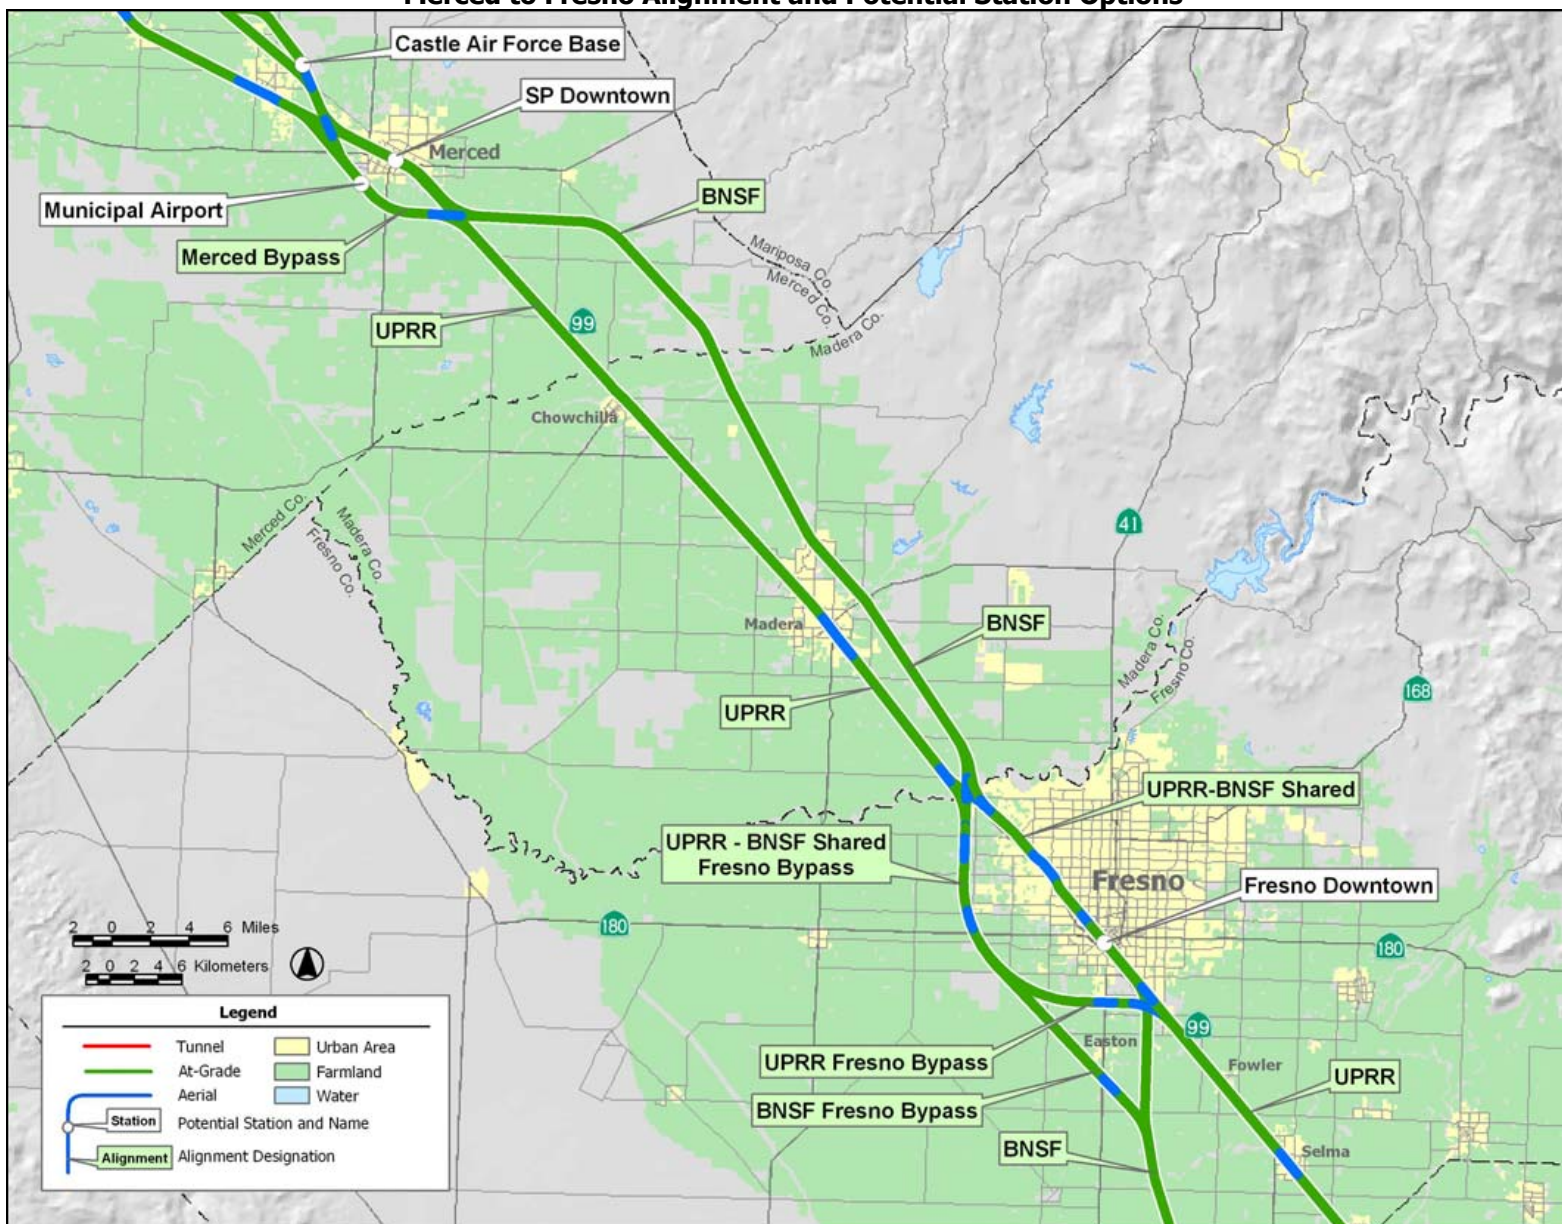 Merced to Fresno Alignment and Potential Station Options
Castle Air Force Base
SP Downtown
Merced
BNSF
Municipal Airport
Merced Bypass
Mariposa Co.
Merced Co.
UPRR
99
Madera Co.
Chowchilla
Merced Co.
Madera Co.
Fresno Co.
41
Madera
BNSF
Madera Co.
Fresno Co.
168
UPRR
UPRR-BNSF Shared
UPRR - BNSF Shared
Fresno Bypass
Fresno
Fresno Downtown
180
180
2 0 2 4 6 Miles
2 0 2 4 6 Kilometers
99
Easton
Fowler
UPRR Fresno Bypass
UPRR
BNSF Fresno Bypass
BNSF
Selma
Legend
Tunnel
Urban Area
At-Grade
Farmland
Aerial
Water
Station
Potential Station and Name
Alignment
Alignment Designation